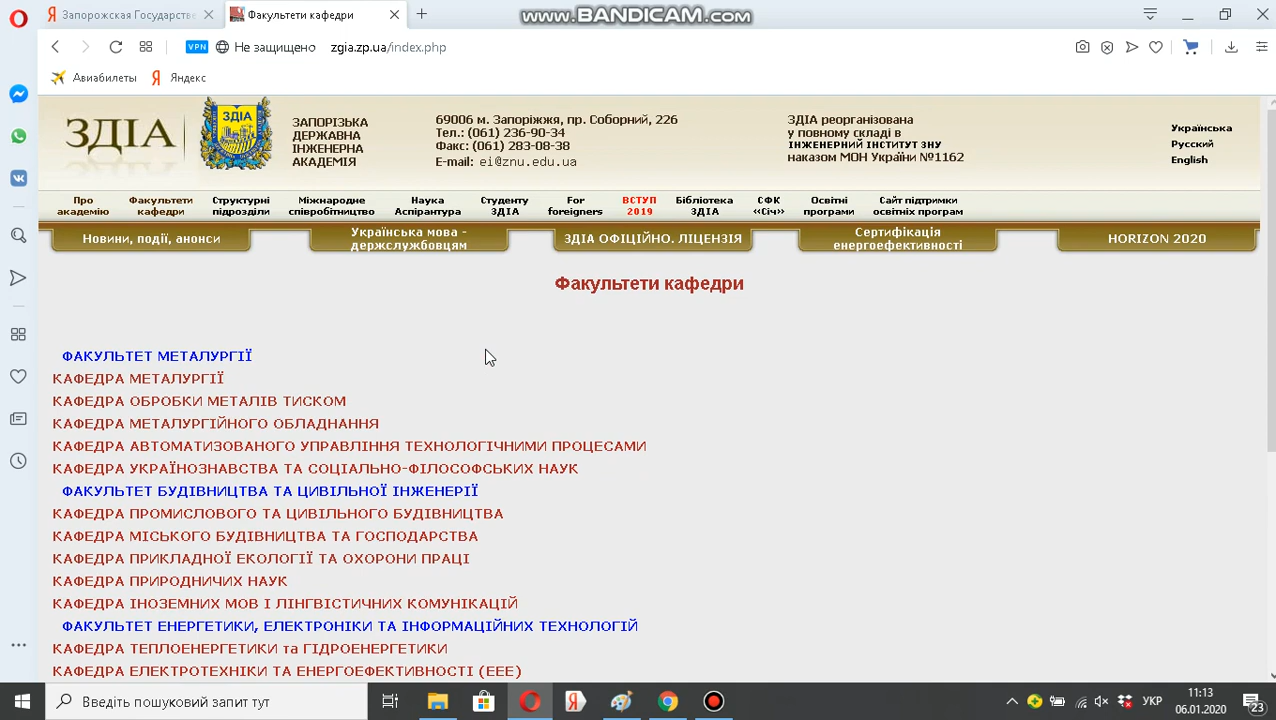 www.BANDICAM.com
Запорожская Государстве
Факультети кафедри
VPN
Не защищено
zgia.zp.ua/index.php
Авиабилеты
Яндекс
ЗДІА
ЗДІА
ЗАПОРІЗЬКА
ДЕРЖАВНА
ІНЖЕНЕРНА
АКАДЕМІЯ
69006 м. Запоріжжя, пр. Соборний, 226
Тел.: (061) 236-90-34
Факс: (061) 283-08-38
E-mail: ei@znu.edu.ua
ЗДІА реорганізована
у повному складі в
ІНЖЕНЕРНИЙ ІНСТИТУТ ЗНУ
наказом МОН України №1162
Українська
Русский
English
Про академію
Факультети кафедри
Структурні підрозділи
Міжнародне співробітництво
Наука Аспірантура
Студенту ЗДІА
For foreigners
ВСТУП 2019
Бібліотека ЗДІА
СФК «Січ»
Освітні програми
Сайт підтримки освітніх програм
Новини, події, анонси
Українська мова - держслужбовцям
ЗДІА ОФІЦІЙНО. ЛІЦЕНЗІЯ
Сертифікація енергоефективності
HORIZON 2020
Факультети кафедри
ФАКУЛЬТЕТ МЕТАЛУРГІЇ
КАФЕДРА МЕТАЛУРГІЇ
КАФЕДРА ОБРОБКИ МЕТАЛІВ ТИСКОМ
КАФЕДРА МЕТАЛУРГІЙНОГО ОБЛАДНАННЯ
КАФЕДРА АВТОМАТИЗОВАНОГО УПРАВЛІННЯ ТЕХНОЛОГІЧНИМИ ПРОЦЕСАМИ
КАФЕДРА УКРАЇНОЗНАВСТВА ТА СОЦІАЛЬНО-ФІЛОСОФСЬКИХ НАУК
ФАКУЛЬТЕТ БУДІВНИЦТВА ТА ЦИВІЛЬНОЇ ІНЖЕНЕРІЇ
КАФЕДРА ПРОМИСЛОВОГО ТА ЦИВІЛЬНОГО БУДІВНИЦТВА
КАФЕДРА МІСЬКОГО БУДІВНИЦТВА ТА ГОСПОДАРСТВА
КАФЕДРА ПРИКЛАДНОЇ ЕКОЛОГІЇ ТА ОХОРОНИ ПРАЦІ
КАФЕДРА ПРИРОДНИЧИХ НАУК
КАФЕДРА ІНОЗЕМНИХ МОВ І ЛІНГВІСТИЧНИХ КОМУНІКАЦІЙ
ФАКУЛЬТЕТ ЕНЕРГЕТИКИ, ЕЛЕКТРОНІКИ ТА ІНФОРМАЦІЙНИХ ТЕХНОЛОГІЙ
КАФЕДРА ТЕПЛОЕНЕРГЕТИКИ та ГІДРОЕНЕРГЕТИКИ
КАФЕДРА ЕЛЕКТРОТЕХНІКИ ТА ЕНЕРГОЕФЕКТИВНОСТІ (ЕЕЕ)
Введіть пошуковий запит тут
УКР
11:13
06.01.2020
23